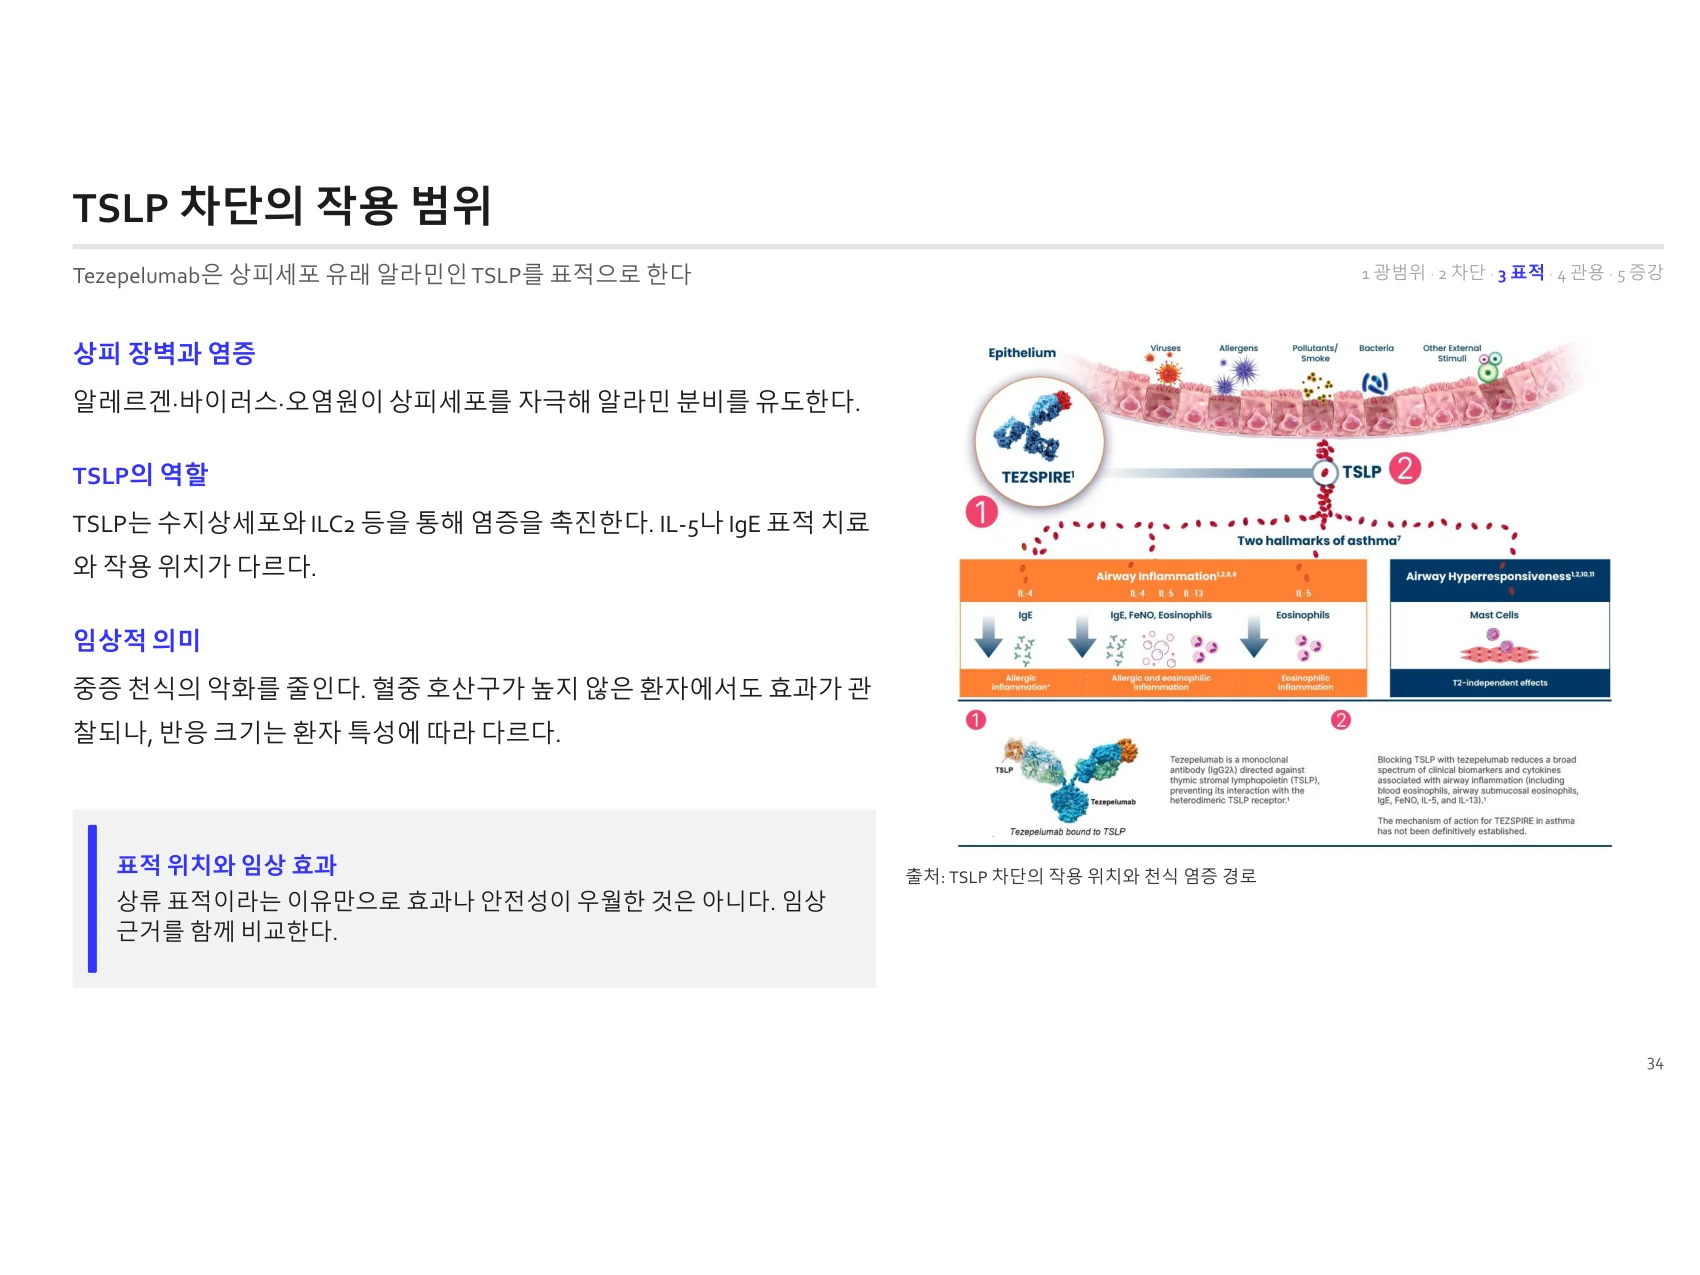 TSLP 차단의 작용 범위
Tezepelumab은 상피세포 유래 알라민인 TSLP를 표적으로 한다
1 광범위 · 2 차단 · 3 표적 · 4 관용 · 5 증강
상피 장벽과 염증
알레르겐·바이러스·오염원이 상피세포를 자극해 알라민 분비를 유도한다.
TSLP의 역할
TSLP는 수지상세포와 ILC2 등을 통해 염증을 촉진한다. IL-5나 IgE 표적 치료
와 작용 위치가 다르다.
임상적 의미
중증 천식의 악화를 줄인다. 혈중 호산구가 높지 않은 환자에서도 효과가 관
찰되나, 반응 크기는 환자 특성에 따라 다르다.
표적 위치와 임상 효과
상류 표적이라는 이유만으로 효과나 안전성이 우월한 것은 아니다. 임상
근거를 함께 비교한다.
Epithelium
Viruses
Allergens
Pollutants/
Smoke
Bacteria
Other External
Stimuli
TEZSPIRE¹
TSLP 2
1
Two hallmarks of asthma⁷
Airway Inflammation¹,²,⁸,⁹
IL-4
IL-4 IL-5 IL-13
IL-5
IgE
IgE, FeNO, Eosinophils
Eosinophils
Allergic
inflammation*
Allergic and eosinophilic
inflammation
Eosinophilic
inflammation
Airway Hyperresponsiveness¹,²,¹⁰,¹¹
Mast Cells
T2-independent effects
1
TSLP
Tezepelumab
Tezepelumab bound to TSLP
Tezepelumab is a monoclonal
antibody (IgG2λ) directed against
thymic stromal lymphopoietin (TSLP),
preventing its interaction with the
heterodimeric TSLP receptor.¹
2
Blocking TSLP with tezepelumab reduces a broad
spectrum of clinical biomarkers and cytokines
associated with airway inflammation (including
blood eosinophils, airway submucosal eosinophils,
IgE, FeNO, IL-5, and IL-13).¹
The mechanism of action for TEZSPIRE in asthma
has not been definitively established.
출처: TSLP 차단의 작용 위치와 천식 염증 경로
34